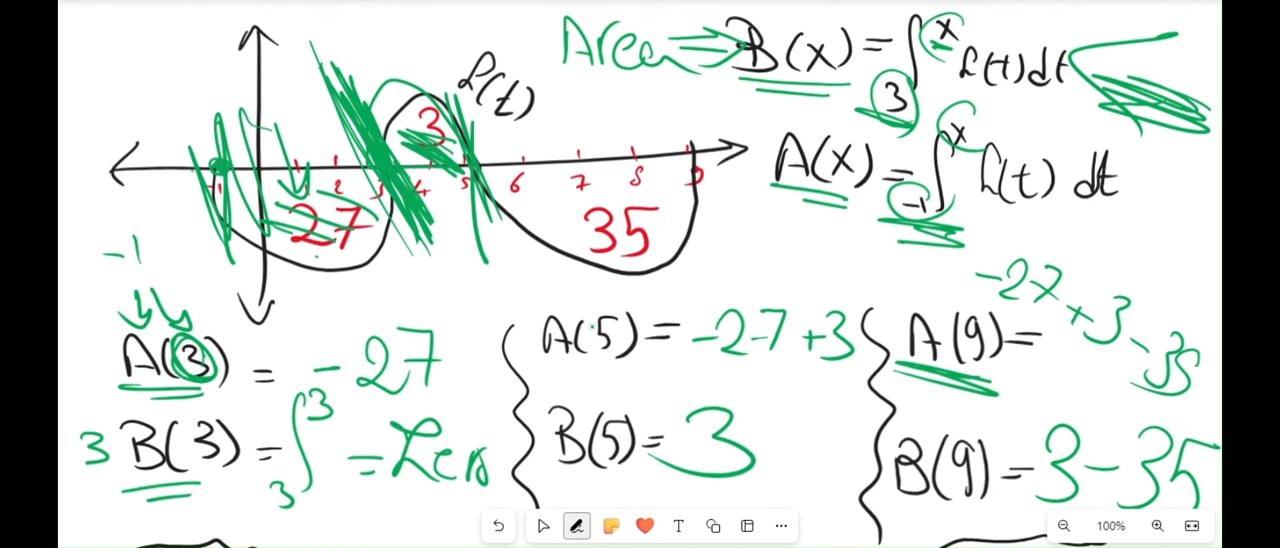 Area ⇒ B(x) = ∫₃ˣ f(t)dt
f(t)
3
A(x) = ∫₋₁ˣ f(t) dt
-1 2 3 4 5 6 7 8 9
27 35
-1
A(3) = -27
A(5) = -27+3
A(9) = -27+3-35
3 B(3) = ∫₃³ = Zero
B(5) = 3
B(9) = 3-35
T
100%